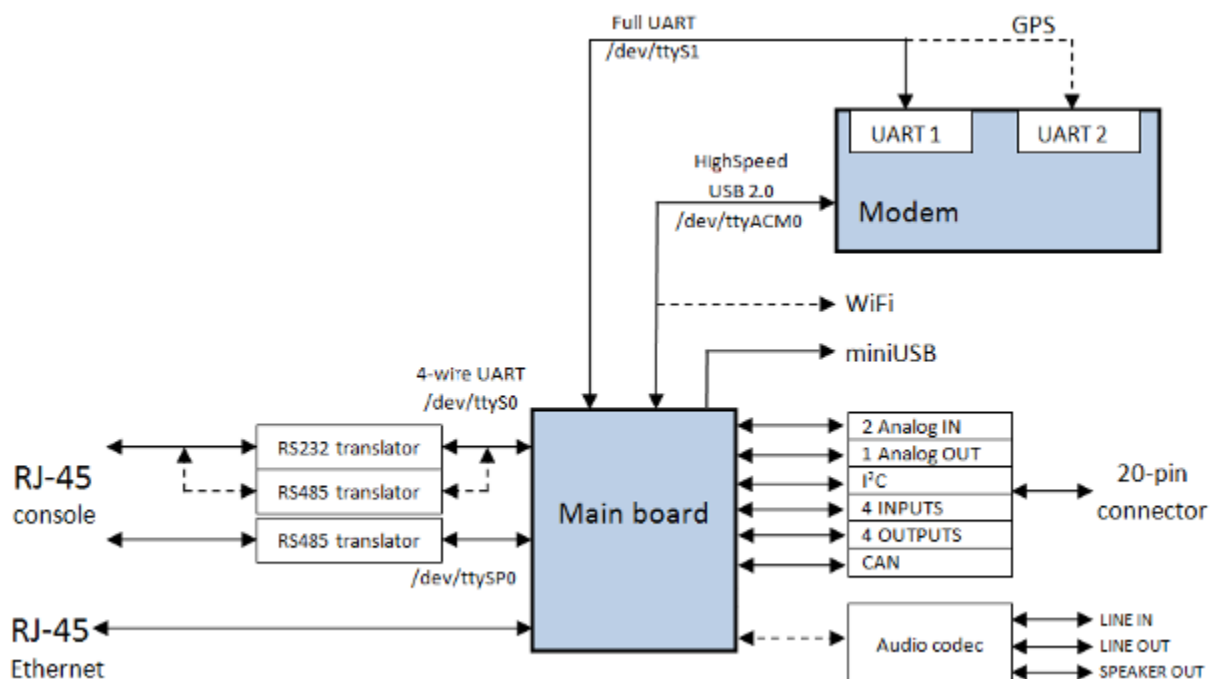 Full UART
/dev/ttyS1
GPS
UART 1
UART 2
HighSpeed
USB 2.0
/dev/ttyACM0
Modem
WiFi
miniUSB
4-wire UART
/dev/ttyS0
RS232 translator
RS485 translator
RS485 translator
/dev/ttySP0
RJ-45
console
RJ-45
Ethernet
Main board
2 Analog IN
1 Analog OUT
I²C
4 INPUTS
4 OUTPUTS
CAN
20-pin
connector
Audio codec
LINE IN
LINE OUT
SPEAKER OUT